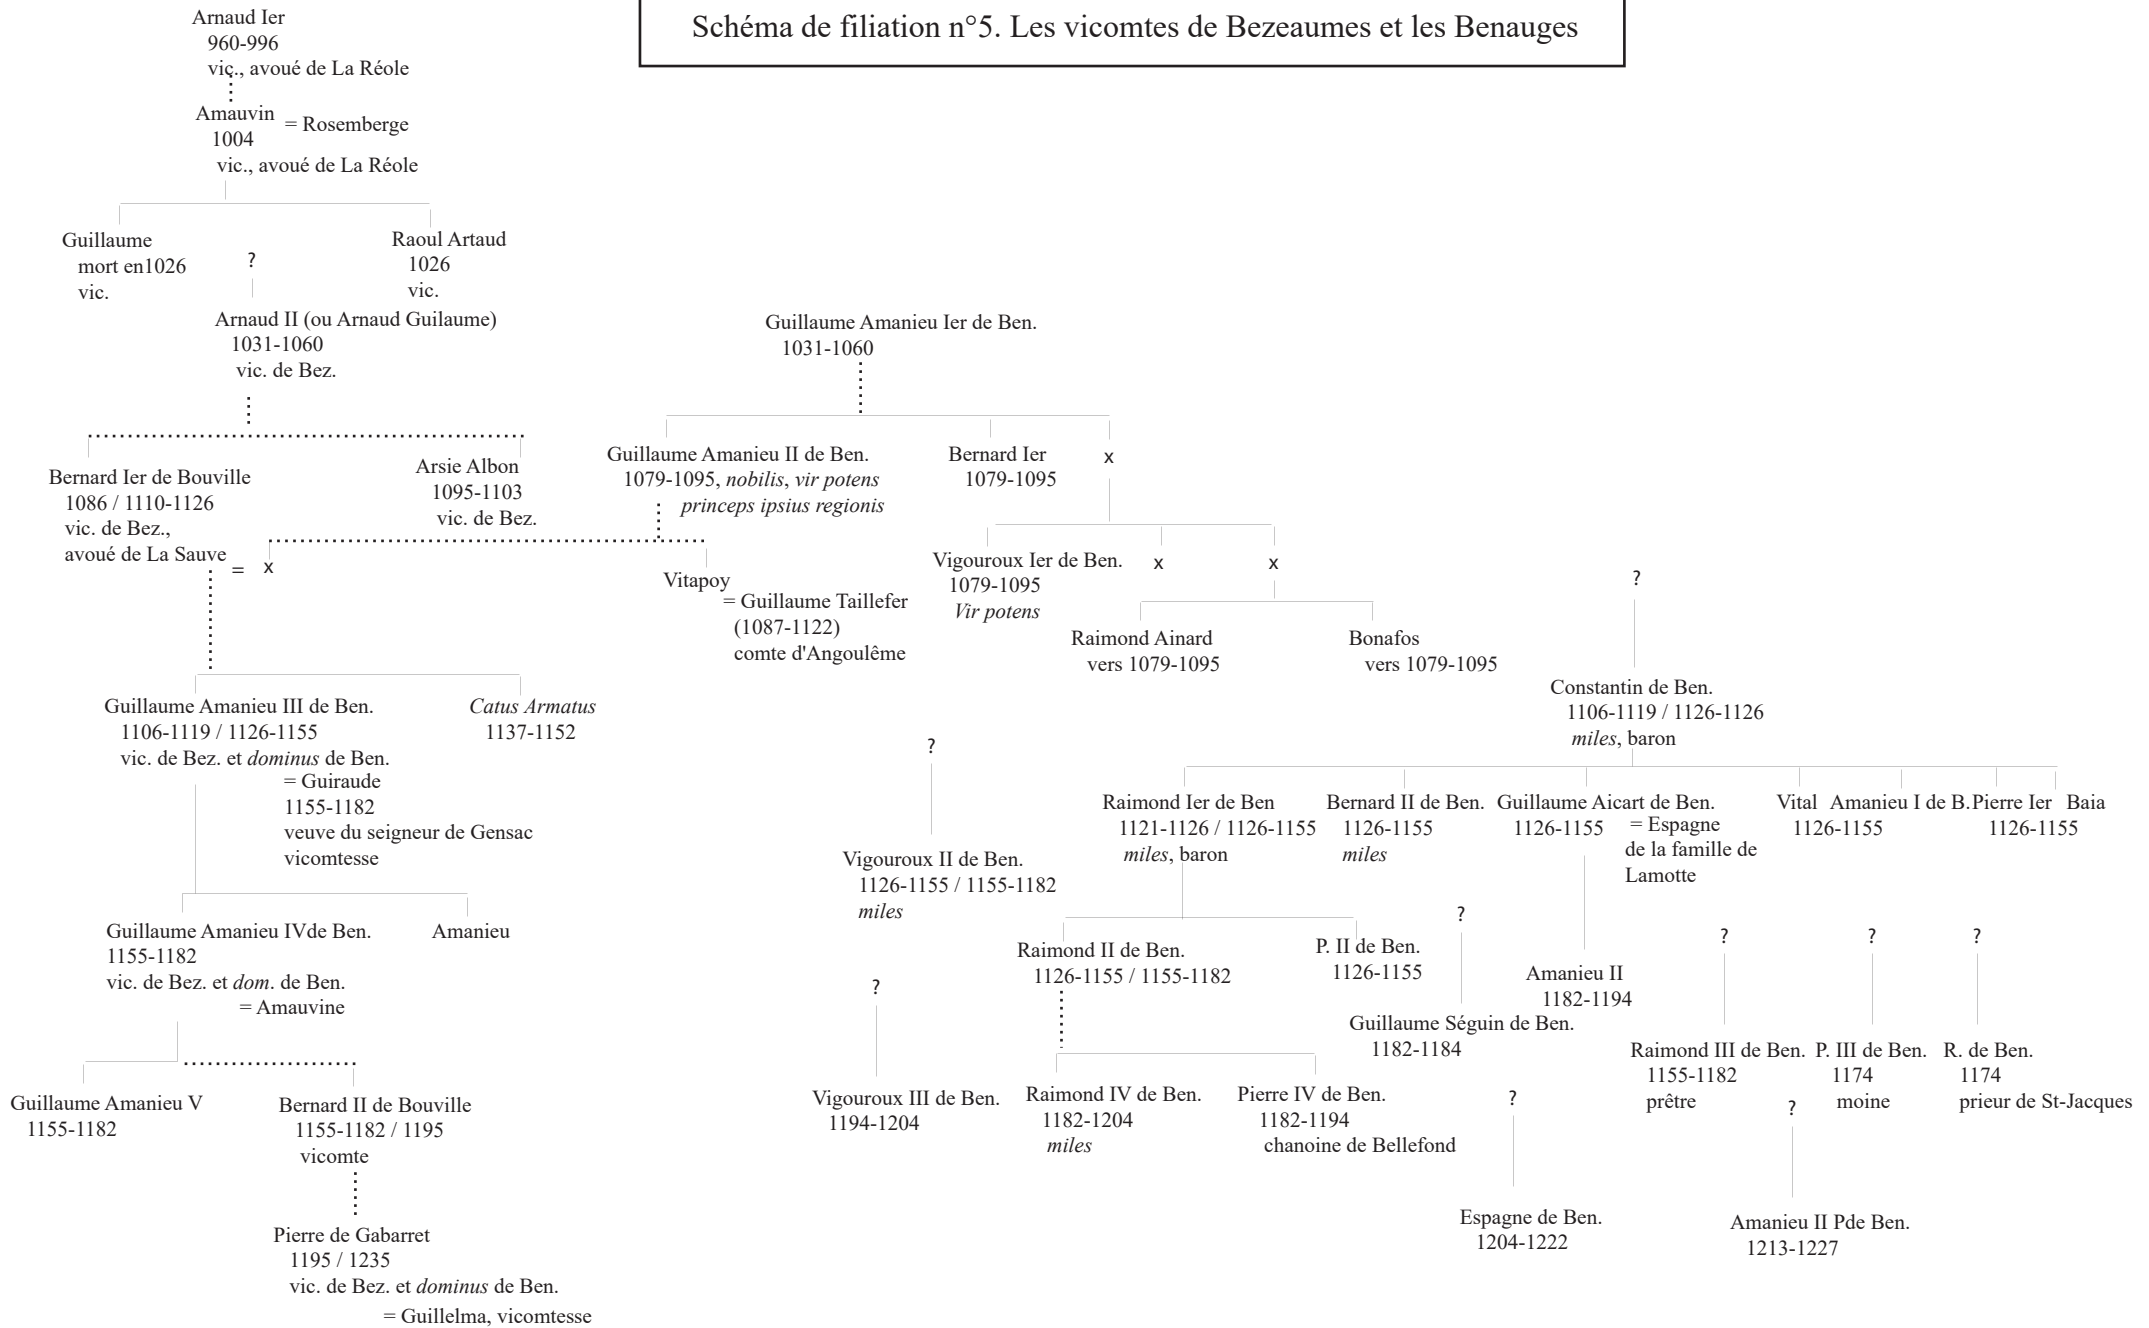 Schéma de filiation n°5. Les vicomtes de Bezeaumes et les Benauges
Arnaud Ier
960-996
vic., avoué de La Réole
Amauvin
= Rosemberge
1004
vic., avoué de La Réole
Guillaume
mort en1026
vic.
?
Raoul Artaud
1026
vic.
Arnaud II (ou Arnaud Guilaume)
1031-1060
vic. de Bez.
Guillaume Amanieu Ier de Ben.
1031-1060
Bernard Ier de Bouville
1086 / 1110-1126
vic. de Bez.,
avoué de La Sauve
= x
Arsie Albon
1095-1103
vic. de Bez.
Guillaume Amanieu II de Ben.
1079-1095, nobilis, vir potens
princeps ipsius regionis
Bernard Ier
1079-1095
x
Vitapoy
= Guillaume Taillefer
(1087-1122)
comte d'Angoulême
Vigouroux Ier de Ben.
1079-1095
Vir potens
x
x
Raimond Ainard
vers 1079-1095
Bonafos
vers 1079-1095
?
Constantin de Ben.
1106-1119 / 1126-1126
miles, baron
Guillaume Amanieu III de Ben.
1106-1119 / 1126-1155
vic. de Bez. et dominus de Ben.
= Guiraude
1155-1182
veuve du seigneur de Gensac
vicomtesse
Catus Armatus
1137-1152
?
Vigouroux II de Ben.
1126-1155 / 1155-1182
miles
Raimond Ier de Ben
1121-1126 / 1126-1155
miles, baron
Bernard II de Ben.
1126-1155
miles
Guillaume Aicart de Ben.
1126-1155
= Espagne
de la famille de
Lamotte
Vital
1126-1155
Amanieu I de B.
Pierre Ier
1126-1155
Baia
Guillaume Amanieu IVde Ben.
1155-1182
vic. de Bez. et dom. de Ben.
= Amauvine
Amanieu
Raimond II de Ben.
1126-1155 / 1155-1182
P. II de Ben.
1126-1155
?
Guillaume Séguin de Ben.
1182-1184
Amanieu II
1182-1194
?
Raimond III de Ben.
1155-1182
prêtre
?
P. III de Ben.
1174
moine
?
R. de Ben.
1174
prieur de St-Jacques
Guillaume Amanieu V
1155-1182
Bernard II de Bouville
1155-1182 / 1195
vicomte
?
Vigouroux III de Ben.
1194-1204
Raimond IV de Ben.
1182-1204
miles
Pierre IV de Ben.
1182-1194
chanoine de Bellefond
?
Espagne de Ben.
1204-1222
?
Amanieu II Pde Ben.
1213-1227
Pierre de Gabarret
1195 / 1235
vic. de Bez. et dominus de Ben.
= Guillelma, vicomtesse